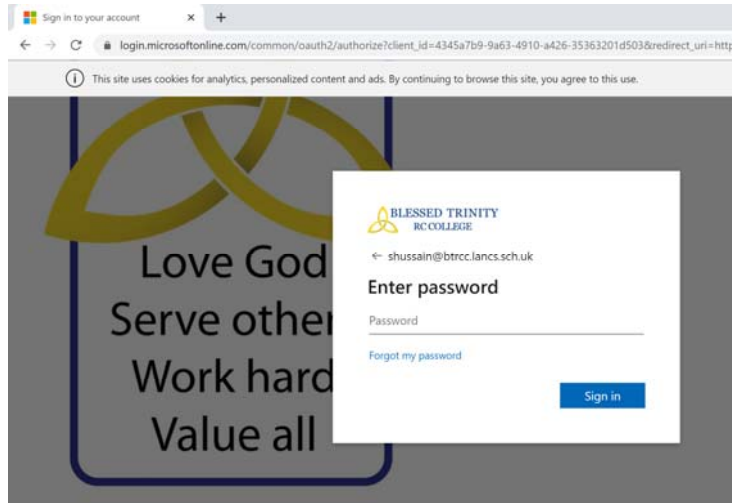 Sign in to your account
login.microsoftonline.com/common/oauth2/authorize?client_id=4345a7b9-9a63-4910-a426-35363201d503&redirect_uri=http
This site uses cookies for analytics, personalized content and ads. By continuing to browse this site, you agree to this use.
Love God
Serve other
Work hard
Value all
BLESSED TRINITY
RC COLLEGE
← shussain@btrcc.lancs.sch.uk
Enter password
Password
Forgot my password
Sign in